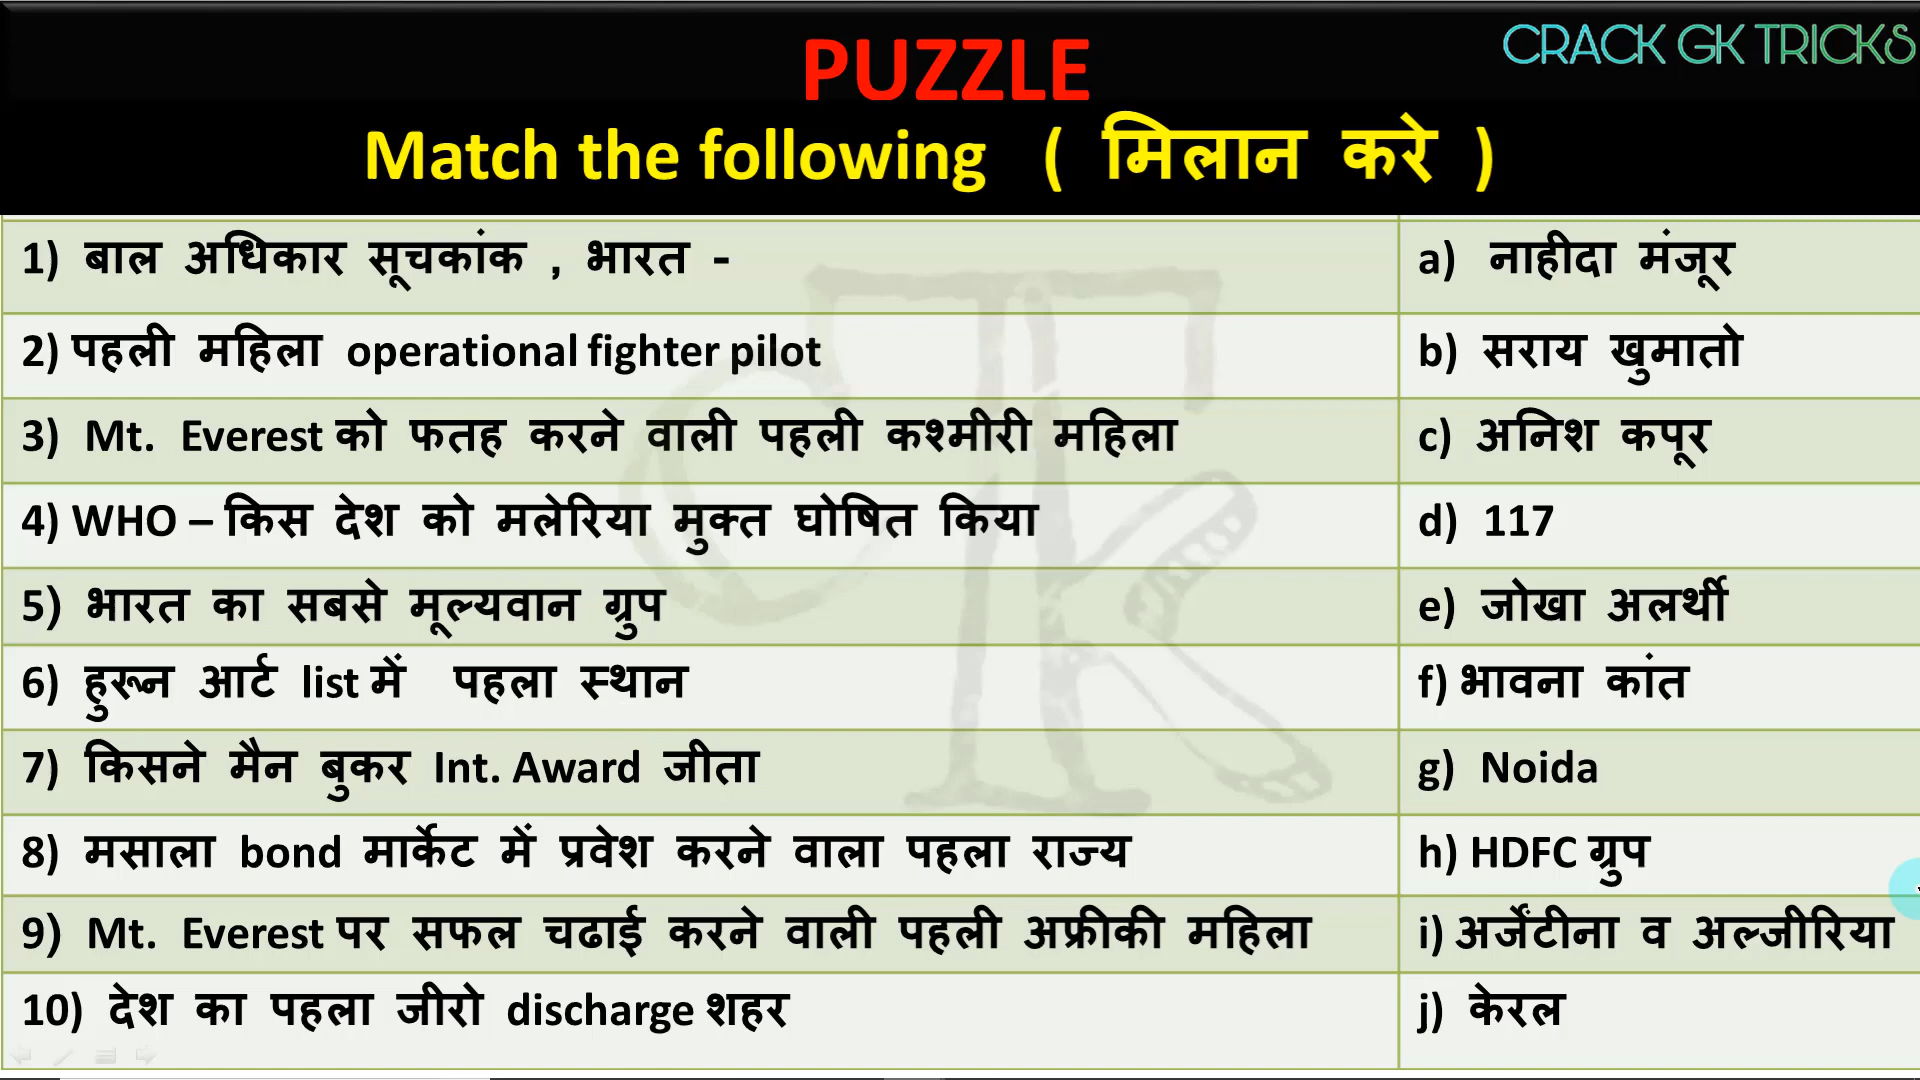 CRACK GK TRICKS
PUZZLE
Match the following ( मिलान करे )
1) बाल अधिकार सूचकांक , भारत -
a) नाहीदा मंजूर
2) पहली महिला operational fighter pilot
b) सराय खुमातो
3) Mt. Everest को फतह करने वाली पहली कश्मीरी महिला
c) अनिश कपूर
4) WHO – किस देश को मलेरिया मुक्त घोषित किया
d) 117
5) भारत का सबसे मूल्यवान ग्रुप
e) जोखा अलर्थी
6) हुरून आर्ट list में पहला स्थान
f) भावना कांत
7) किसने मैन बुकर Int. Award जीता
g) Noida
8) मसाला bond मार्केट में प्रवेश करने वाला पहला राज्य
h) HDFC ग्रुप
9) Mt. Everest पर सफल चढाई करने वाली पहली अफ्रीकी महिला
i) अर्जेंटीना व अल्जीरिया
10) देश का पहला जीरो discharge शहर
j) केरल